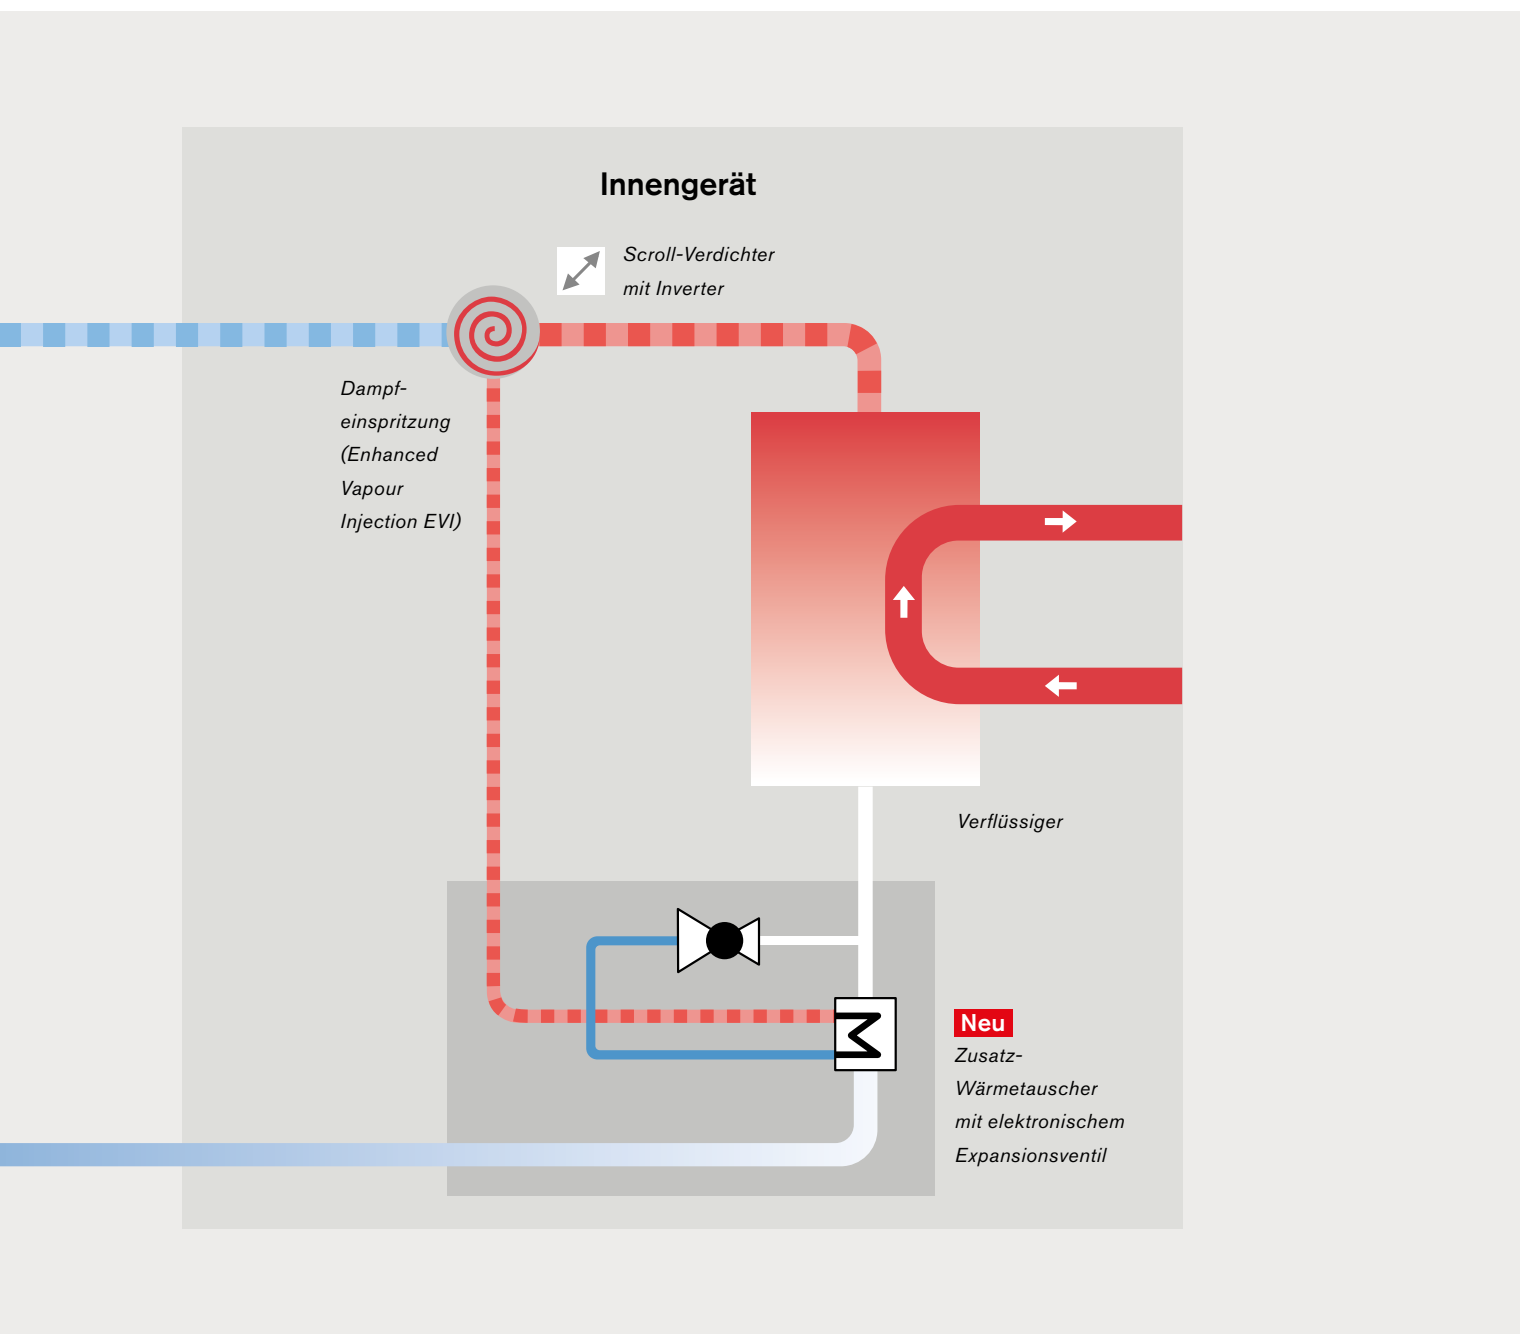 Innengerät
Scroll-Verdichter
mit Inverter
Dampf-
einspritzung
(Enhanced
Vapour
Injection EVI)
Verflüssiger
Neu
Zusatz-
Wärmetauscher
mit elektronischem
Expansionsventil